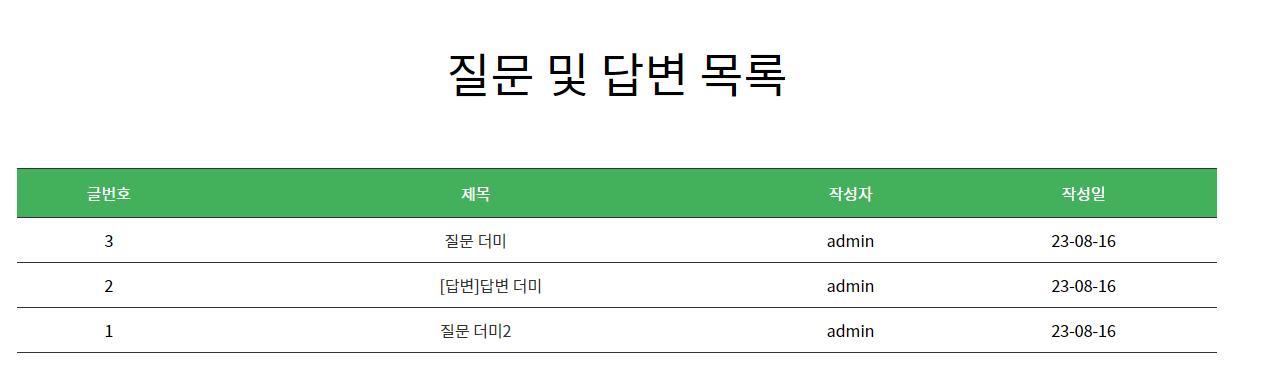 질문 및 답변 목록
글번호 제목 작성자 작성일
3 질문 더미 admin 23-08-16
2 [답변]답변 더미 admin 23-08-16
1 질문 더미2 admin 23-08-16